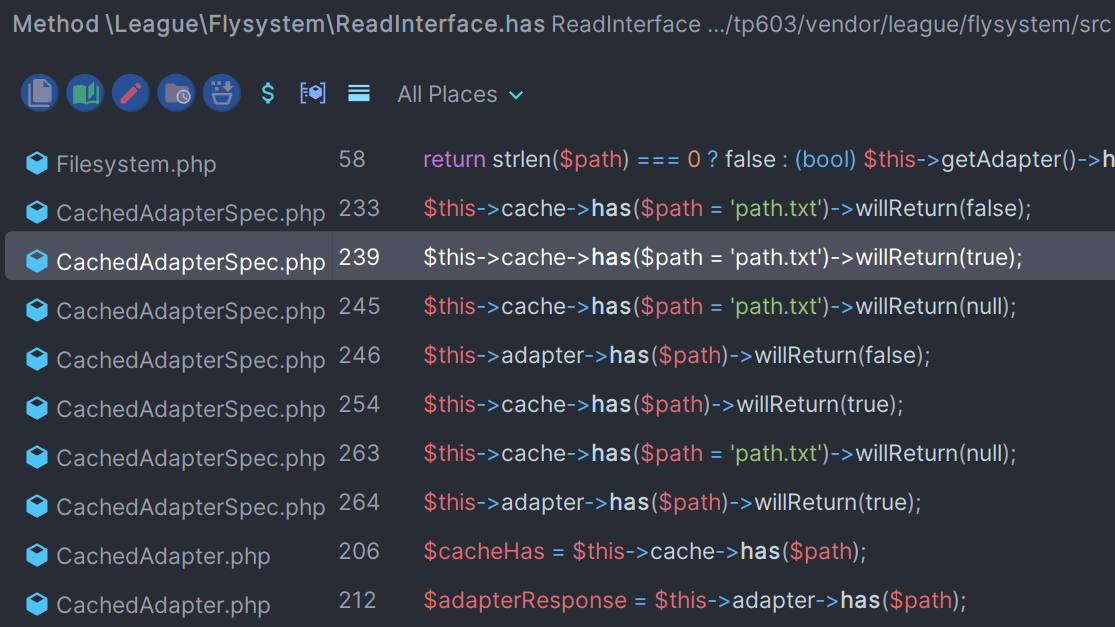 Method \League\Flysystem\ReadInterface.has ReadInterface .../tp603/vendor/league/flysystem/src
$ All Places
Filesystem.php 58 return strlen($path) === 0 ? false : (bool) $this->getAdapter()->h
CachedAdapterSpec.php 233 $this->cache->has($path = 'path.txt')->willReturn(false);
CachedAdapterSpec.php 239 $this->cache->has($path = 'path.txt')->willReturn(true);
CachedAdapterSpec.php 245 $this->cache->has($path = 'path.txt')->willReturn(null);
CachedAdapterSpec.php 246 $this->adapter->has($path)->willReturn(false);
CachedAdapterSpec.php 254 $this->cache->has($path)->willReturn(true);
CachedAdapterSpec.php 263 $this->cache->has($path = 'path.txt')->willReturn(null);
CachedAdapterSpec.php 264 $this->adapter->has($path)->willReturn(true);
CachedAdapter.php 206 $cacheHas = $this->cache->has($path);
CachedAdapter.php 212 $adapterResponse = $this->adapter->has($path);